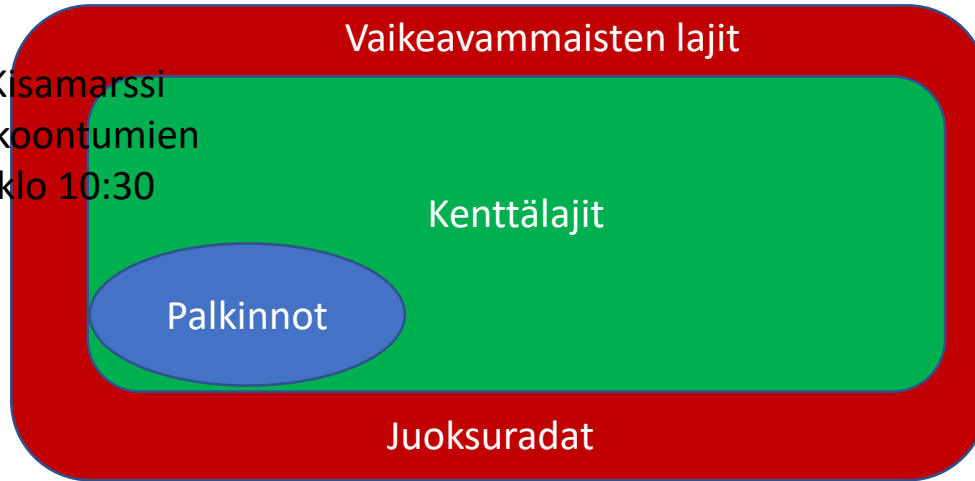 Vaikeavammaisten lajit
Kisamarssi
koontumien
klo 10:30
Kenttälajit
Palkinnot
Juoksuradat